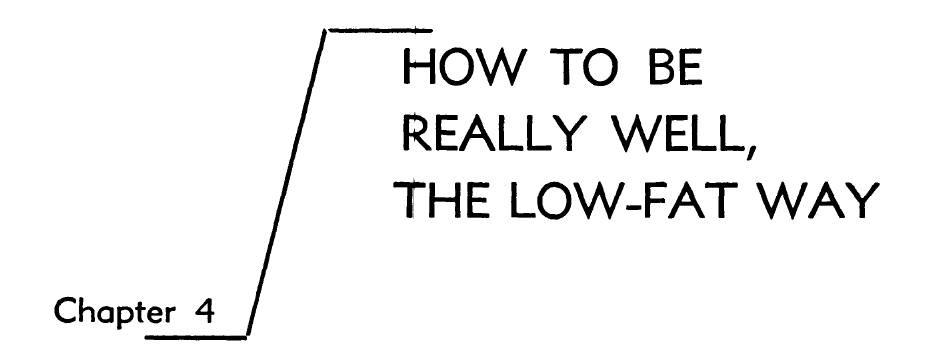 HOW TO BE
REALLY WELL,
THE LOW-FAT WAY
Chapter 4